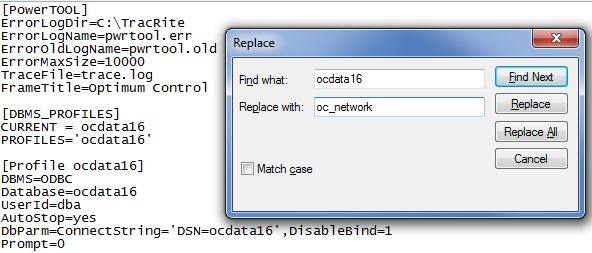 [PowerTOOL]
ErrorLogDir=C:\TracRite
ErrorLogName=pwrtool.err
ErrorOldLogName=pwrtool.old
ErrorMaxSize=10000
TraceFile=trace.log
FrameTitle=Optimum Control
[DBMS_PROFILES]
CURRENT = ocdata16
PROFILES='ocdata16'
[Profile ocdata16]
DBMS=ODBC
Database=ocdata16
UserId=dba
AutoStop=yes
DbParm=ConnectString='DSN=ocdata16',DisableBind=1
Prompt=0
Replace
Find what: ocdata16 Find Next
Replace with: oc_network Replace
Replace All
Match case Cancel